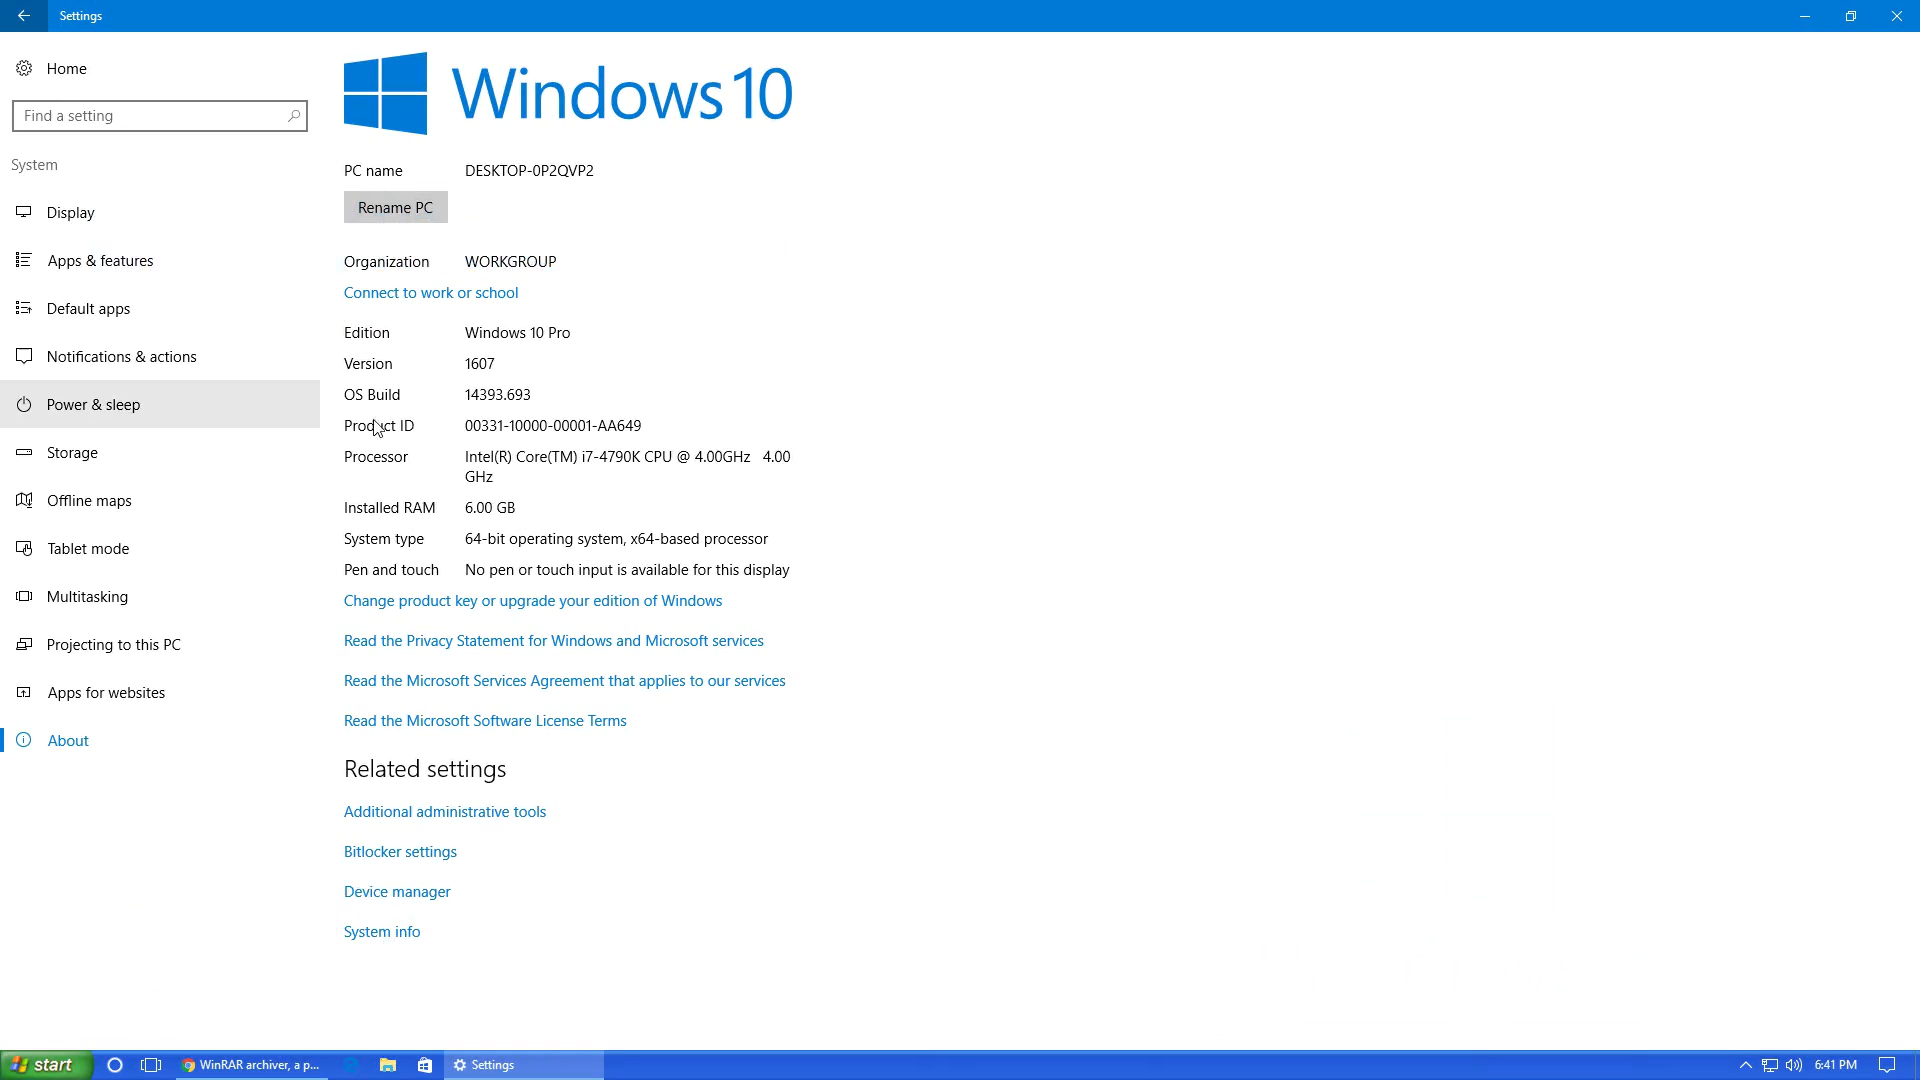 Settings
Home
Find a setting
System
Display
Apps & features
Default apps
Notifications & actions
Power & sleep
Storage
Offline maps
Tablet mode
Multitasking
Projecting to this PC
Apps for websites
About
Windows 10
PC name DESKTOP-0P2QVP2
Rename PC
Organization WORKGROUP
Connect to work or school
Edition Windows 10 Pro
Version 1607
OS Build 14393.693
Product ID 00331-10000-00001-AA649
Processor Intel(R) Core(TM) i7-4790K CPU @ 4.00GHz 4.00
GHz
Installed RAM 6.00 GB
System type 64-bit operating system, x64-based processor
Pen and touch No pen or touch input is available for this display
Change product key or upgrade your edition of Windows
Read the Privacy Statement for Windows and Microsoft services
Read the Microsoft Services Agreement that applies to our services
Read the Microsoft Software License Terms
Related settings
Additional administrative tools
Bitlocker settings
Device manager
System info
start WinRAR archiver, a p... Settings 6:41 PM